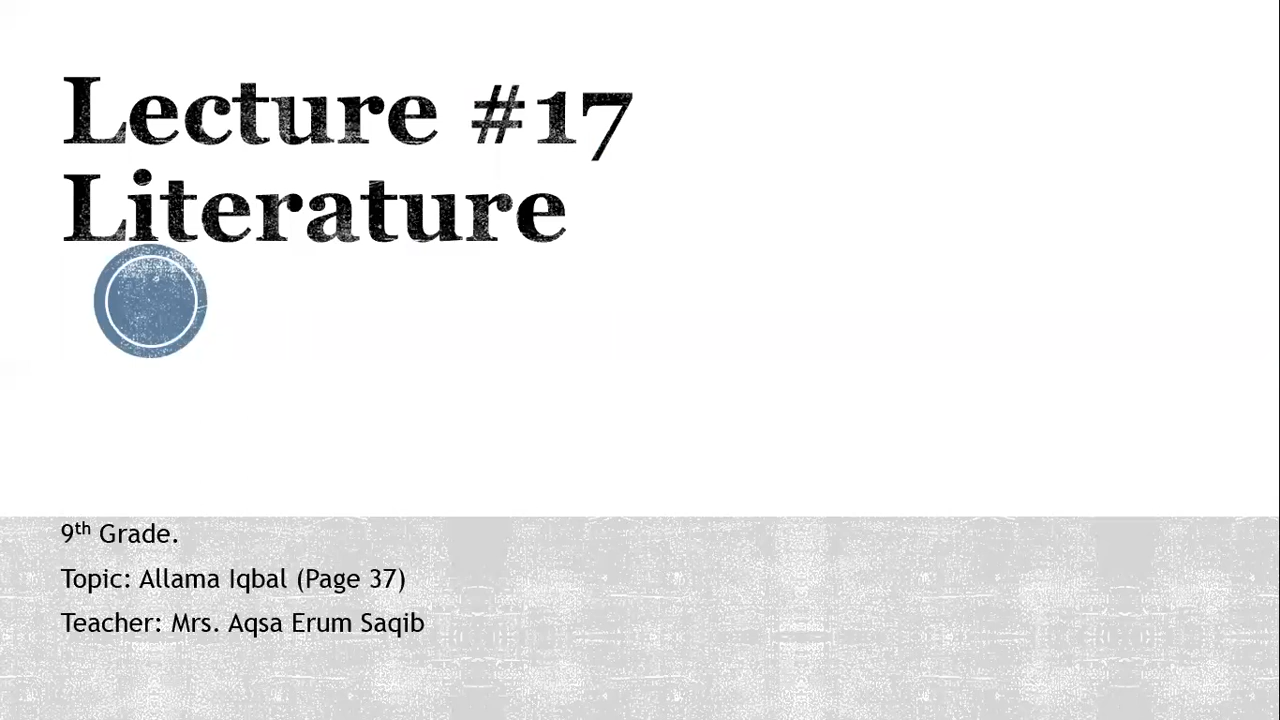 Lecture #17
Literature
9th Grade.
Topic: Allama Iqbal (Page 37)
Teacher: Mrs. Aqsa Erum Saqib